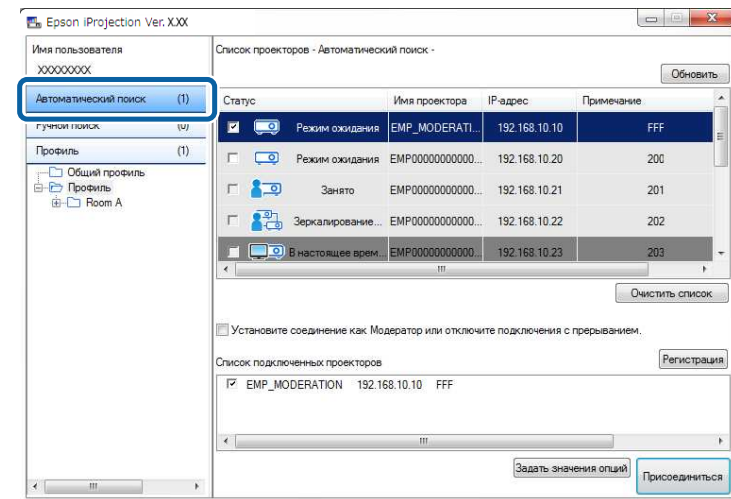 Epson iProjection Ver. X.XX
Имя пользователя
XXXXXXXX
Автоматический поиск (1)
Ручной поиск (0)
Профиль (1)
Общий профиль
Профиль
Room A
Список проекторов - Автоматический поиск -
Обновить
Статус Имя проектора IP-адрес Примечание
Режим ожидания EMP_MODERATI... 192.168.10.10 FFF
Режим ожидания EMP00000000000... 192.168.10.20 200
Занято EMP00000000000... 192.168.10.21 201
Зеркалирование... EMP00000000000... 192.168.10.22 202
В настоящее врем... EMP00000000000... 192.168.10.23 203
Очистить список
Установите соединение как Модератор или отключите подключения с прерыванием.
Список подключенных проекторов
Регистрация
EMP_MODERATION 192.168.10.10 FFF
Задать значения опций
Присоединиться